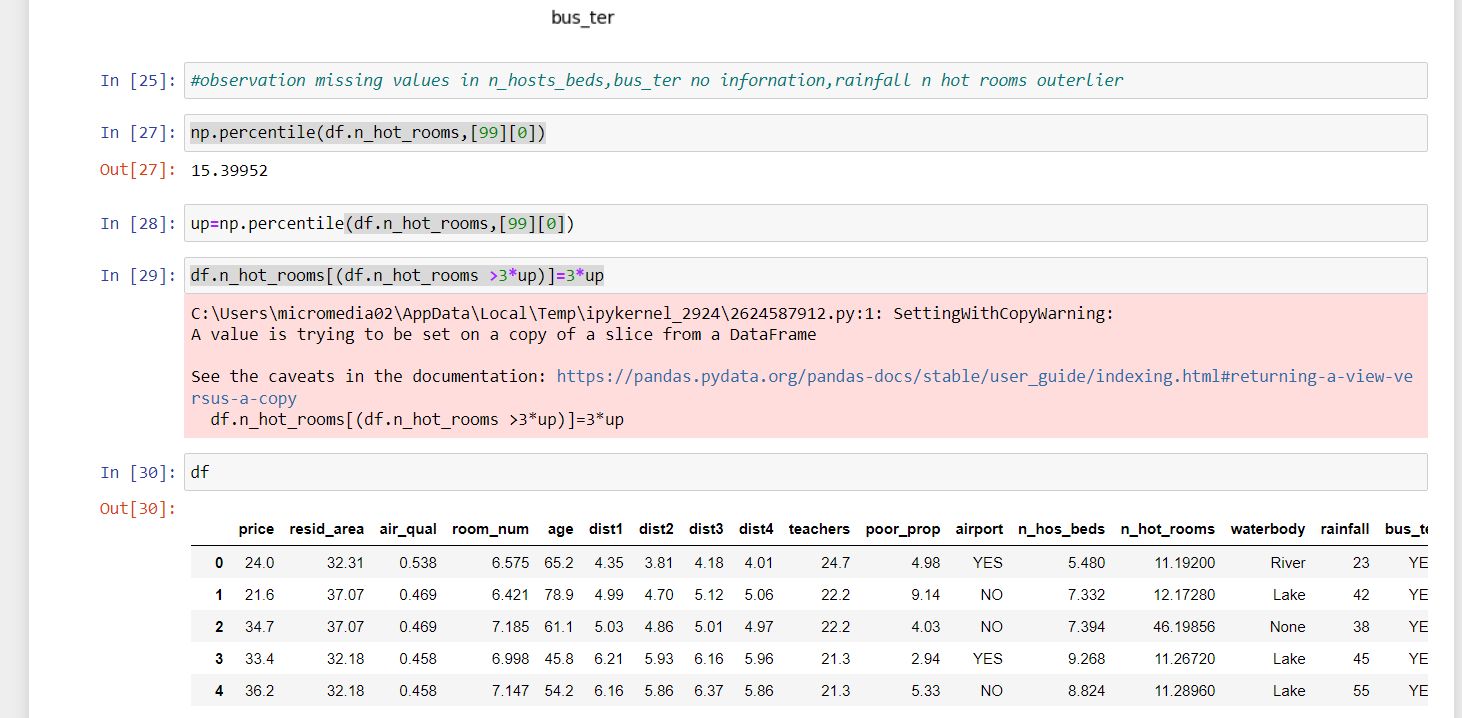 bus_ter
In [25]: #observation missing values in n_hosts_beds,bus_ter no infornation,rainfall n hot rooms outerlier
In [27]: np.percentile(df.n_hot_rooms,[99][0])
Out[27]: 15.39952
In [28]: up=np.percentile(df.n_hot_rooms,[99][0])
In [29]: df.n_hot_rooms[(df.n_hot_rooms >3*up)]=3*up
C:\Users\micromedia02\AppData\Local\Temp\ipykernel_2924\2624587912.py:1: SettingWithCopyWarning:
A value is trying to be set on a copy of a slice from a DataFrame
See the caveats in the documentation: https://pandas.pydata.org/pandas-docs/stable/user_guide/indexing.html#returning-a-view-ve
rsus-a-copy
df.n_hot_rooms[(df.n_hot_rooms >3*up)]=3*up
In [30]: df
Out[30]:
price resid_area air_qual room_num age dist1 dist2 dist3 dist4 teachers poor_prop airport n_hos_beds n_hot_rooms waterbody rainfall bus_te
0 24.0 32.31 0.538 6.575 65.2 4.35 3.81 4.18 4.01 24.7 4.98 YES 5.480 11.19200 River 23 YE
1 21.6 37.07 0.469 6.421 78.9 4.99 4.70 5.12 5.06 22.2 9.14 NO 7.332 12.17280 Lake 42 YE
2 34.7 37.07 0.469 7.185 61.1 5.03 4.86 5.01 4.97 22.2 4.03 NO 7.394 46.19856 None 38 YE
3 33.4 32.18 0.458 6.998 45.8 6.21 5.93 6.16 5.96 21.3 2.94 YES 9.268 11.26720 Lake 45 YE
4 36.2 32.18 0.458 7.147 54.2 6.16 5.86 6.37 5.86 21.3 5.33 NO 8.824 11.28960 Lake 55 YE